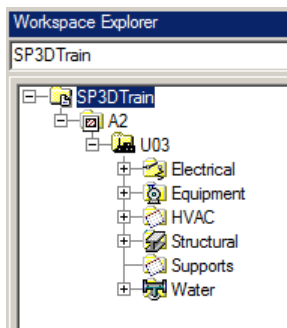 Workspace Explorer
SP3DTrain
SP3DTrain
A2
U03
Electrical
Equipment
HVAC
Structural
Supports
Water